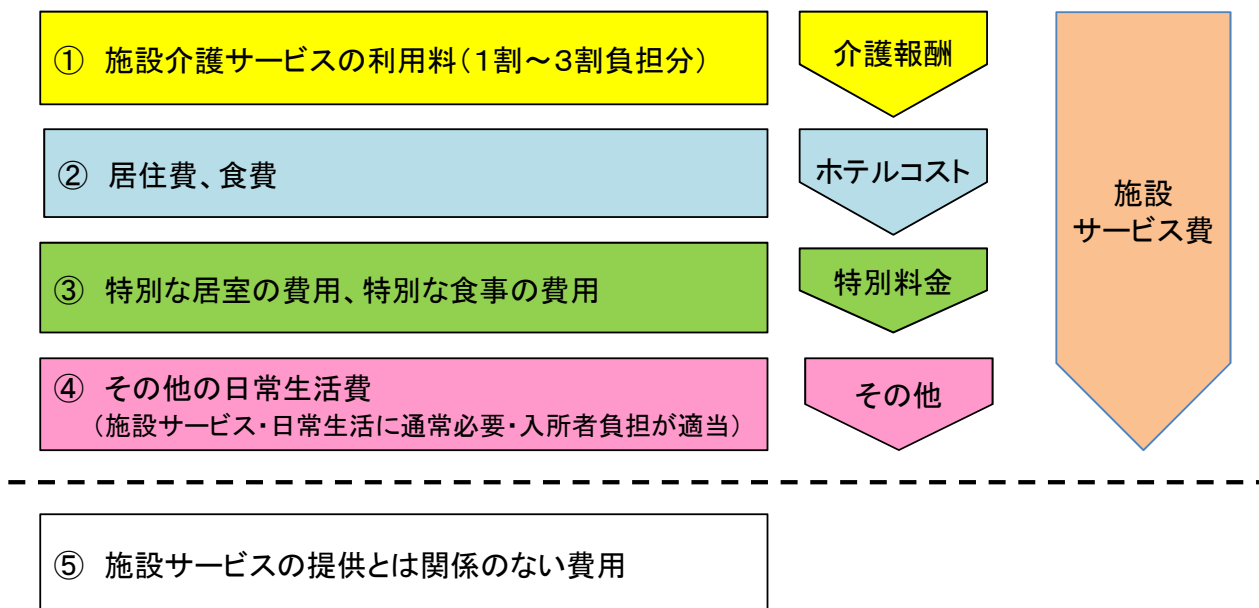 ① 施設介護サービスの利用料(1割～3割負担分)
介護報酬
② 居住費、食費
ホテルコスト
③ 特別な居室の費用、特別な食事の費用
特別料金
④ その他の日常生活費
(施設サービス・日常生活に通常必要・入所者負担が適当)
その他
施設
サービス費
⑤ 施設サービスの提供とは関係のない費用